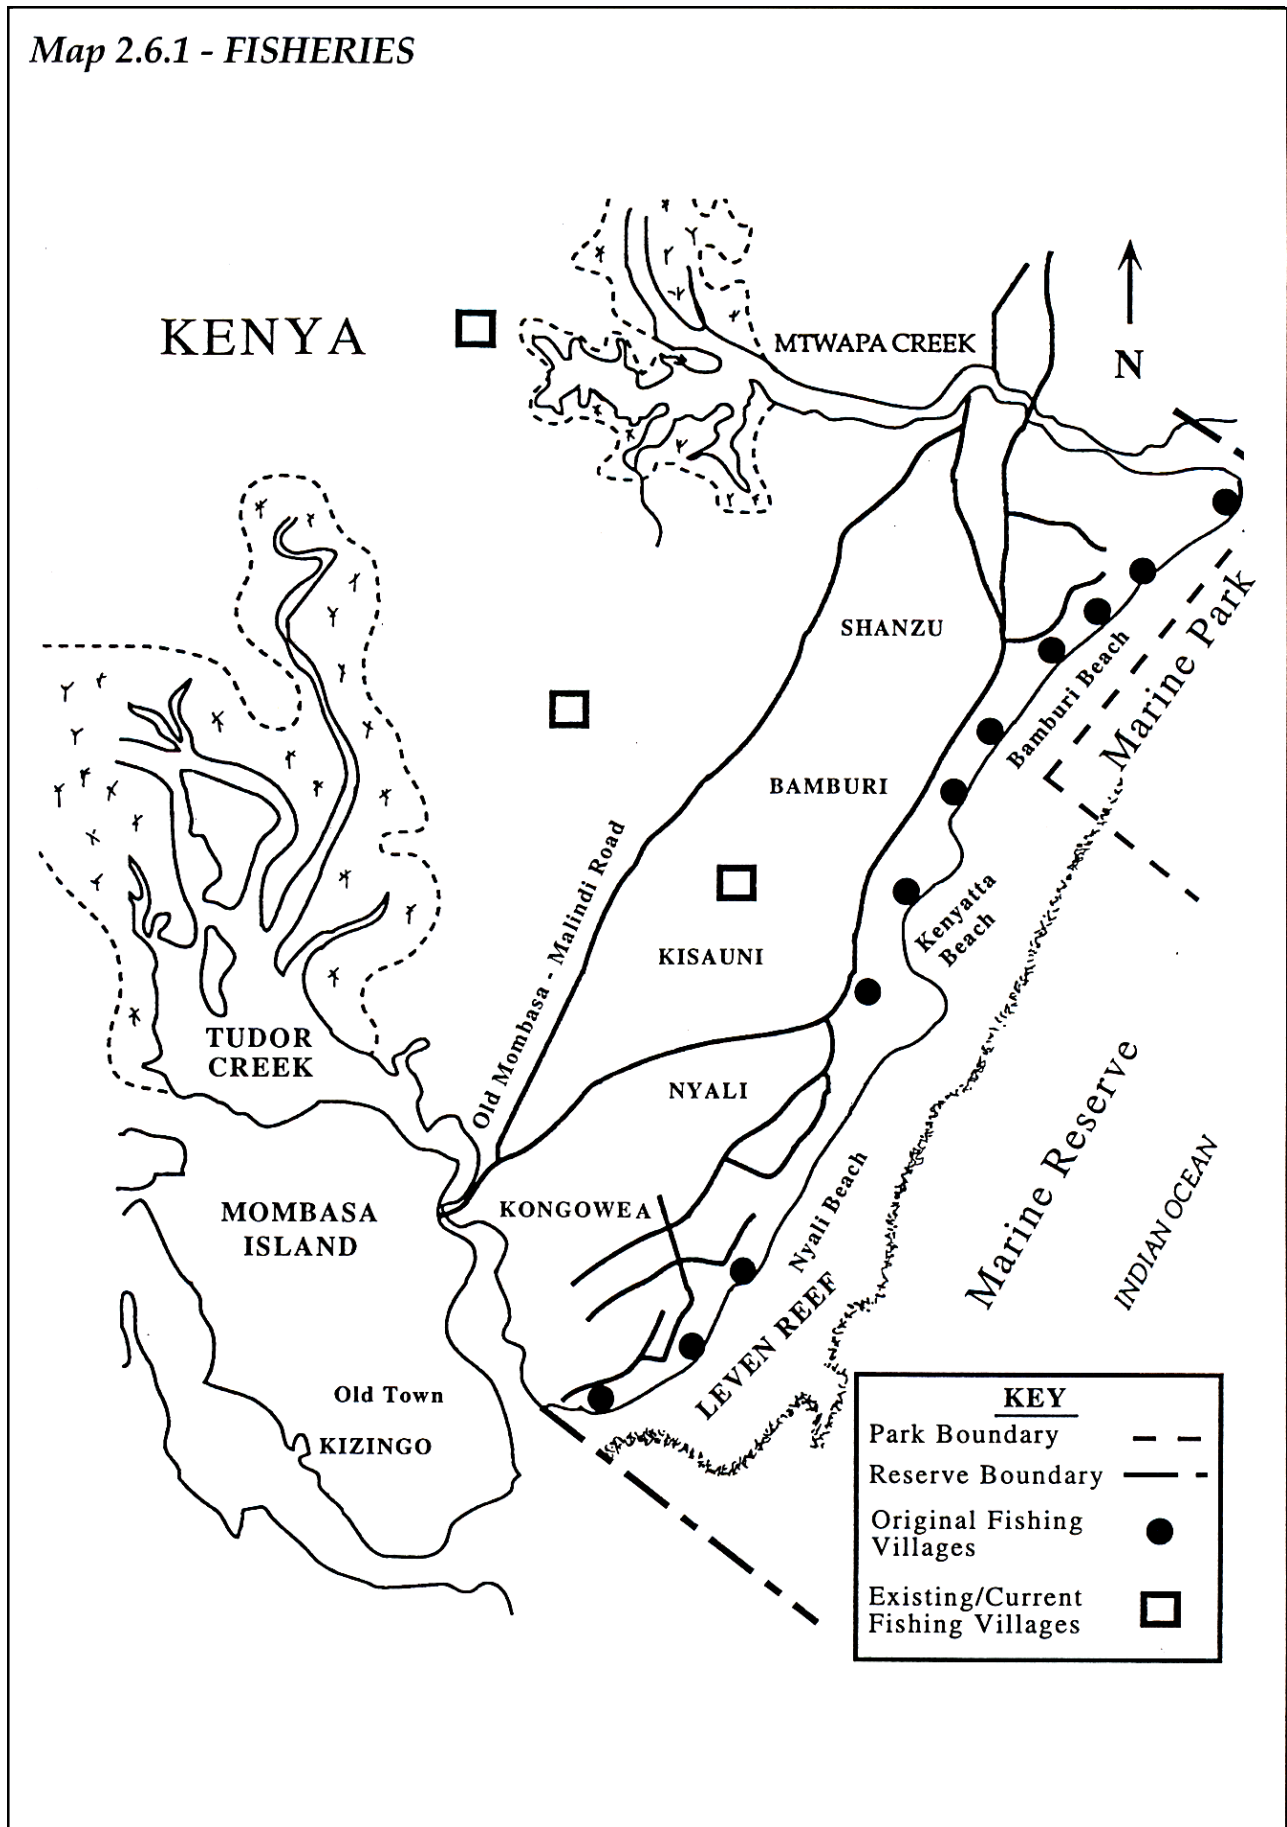 Map 2.6.1 - FISHERIES
KENYA
MTWAPA CREEK
N
SHANZU
Bamburi Beach
Marine Park
BAMBURI
Old Mombasa - Malindi Road
KISAUNI
Kenyatta
Beach
TUDOR
CREEK
NYALI
Marine Reserve
INDIAN OCEAN
MOMBASA
ISLAND
KONGOWEA
Nyali Beach
LEVEN REEF
Old Town
KIZINGO
KEY
Park Boundary
Reserve Boundary
Original Fishing
Villages
Existing/Current
Fishing Villages